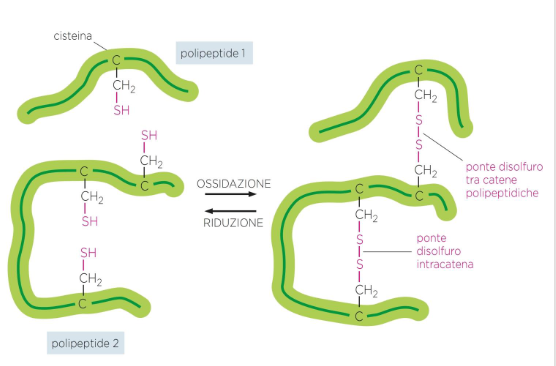 cisteina
polipeptide 1
C
CH2
SH
SH
CH2
C
C
CH2
SH
SH
CH2
C
polipeptide 2
OSSIDAZIONE
RIDUZIONE
C
CH2
S
S
CH2
C
ponte disolfuro
tra catene
polipeptidiche
C
CH2
S
S
CH2
C
ponte
disolfuro
intracatena